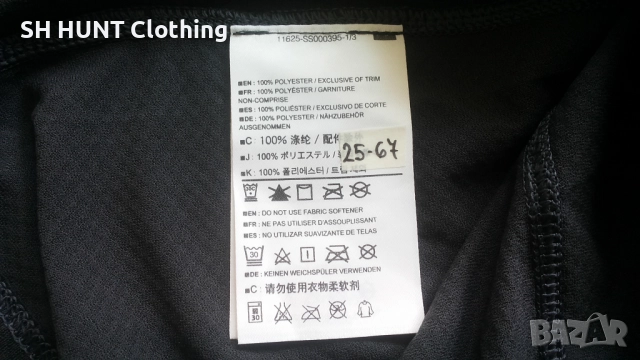 SH HUNT Clothing
11625-SS000395-1/3
■EN: 100% POLYESTER / EXCLUSIVE OF TRIM
■FR: 100% POLYESTER / GARNITURE
NON-COMPRISE
■ES: 100% POLIÉSTER / EXCLUSIVO DE CORTE
■DE: 100% POLYESTER / NÄHZUBEHÖR
AUSGENOMMEN
■C: 100% 涤纶 / 配件
25-67
■J: 100% ポリエステル /
■K: 100% 폴리에스터 / 트림
■EN: DO NOT USE FABRIC SOFTENER
■FR: NE PAS UTILISER D'ASSOUPLISSANT
■ES: NO UTILIZAR SUAVIZANTE DE TELAS
30
■DE: KEINEN WEICHSPÜLER VERWENDEN
■C: 请勿使用衣物柔软剂
30
BAZAR